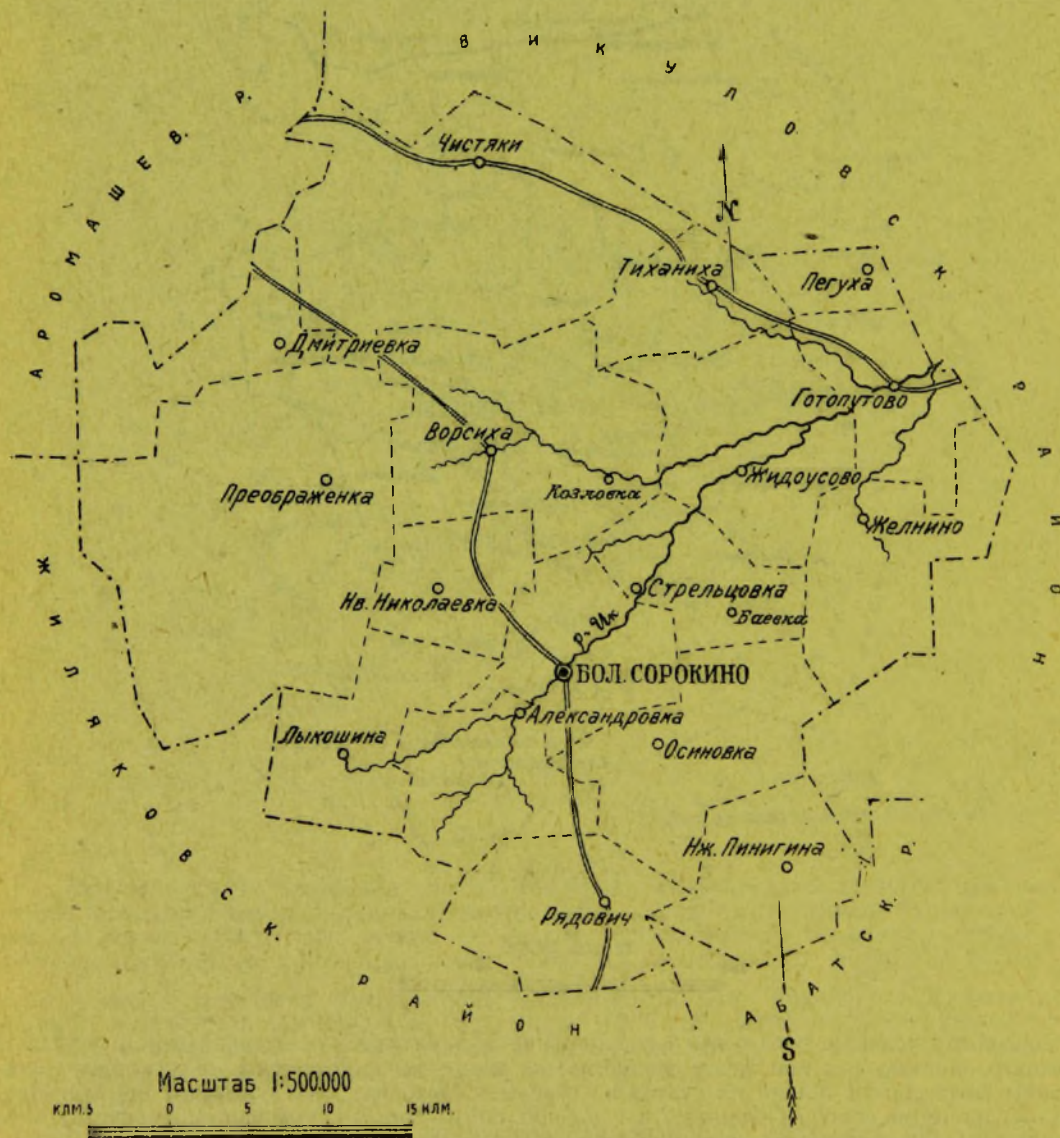 ВИКУЛОВСК. РАЙОН
АРОМАШЕВ. Р.
Чистяки
N
Тиханиха
Пегуха
Дмитриевка
Готопутово
Ворсиха
Преображенка
Козловка
Жидоусово
Желнино
Нв. Николаевка
Стрельцовка
Баевка
р. Ик
БОЛ. СОРОКИНО
Александровка
Лыкошина
Осиновка
Нж. Пинигина
Рядович
ЖИЛЯКОВСК. РАЙОН
АБАТСК. Р.
S
Масштаб 1:500.000
КЛМ. 5 0 5 10 15 КЛМ.